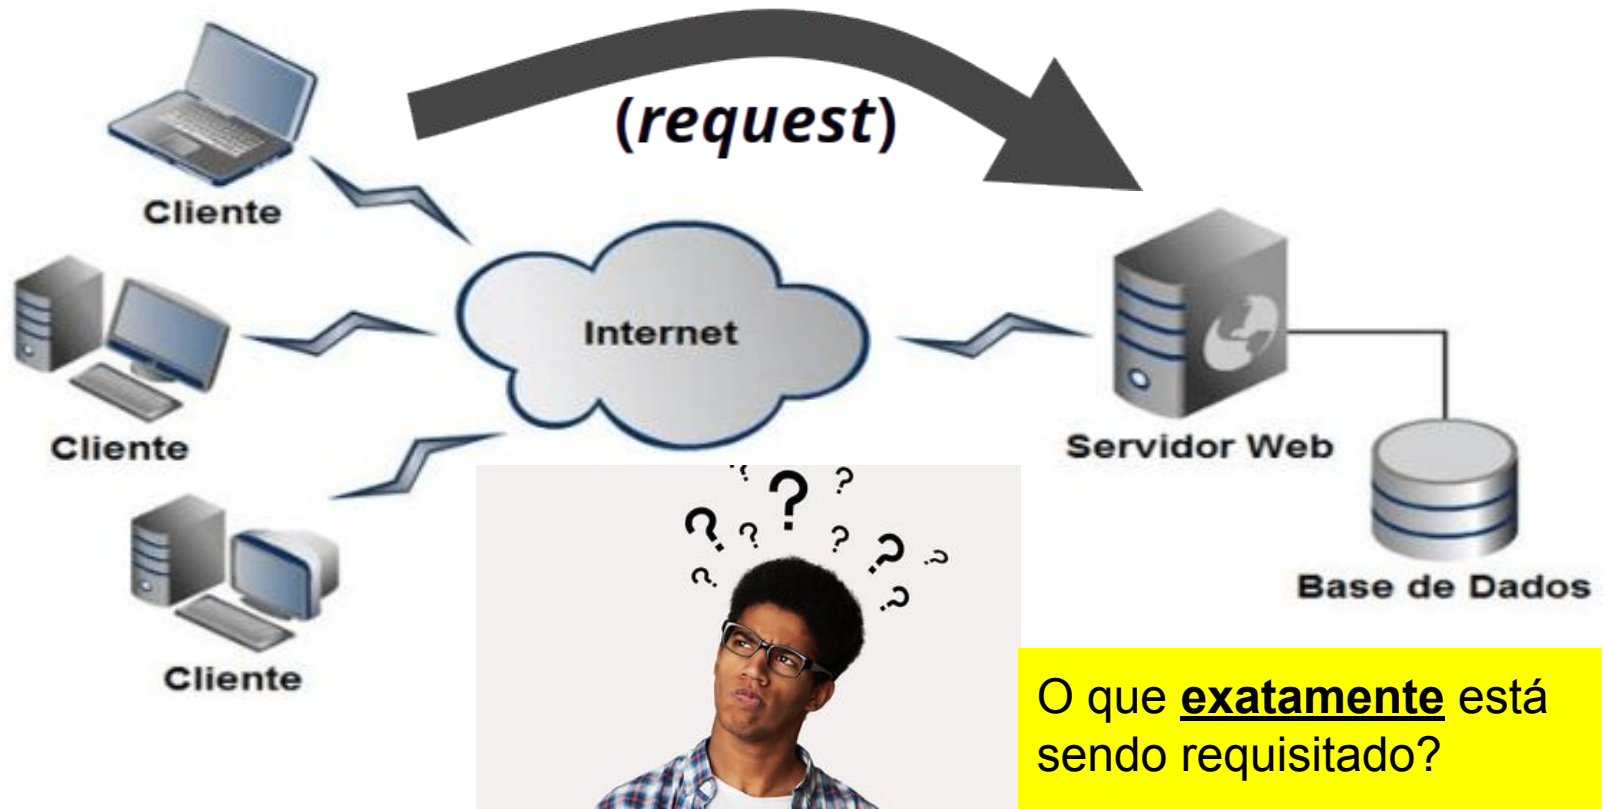 (request)
Cliente
Internet
Cliente
Servidor Web
Cliente
Base de Dados
? ? ? ? ? ? ? ? ? ?
O que exatamente está
sendo requisitado?